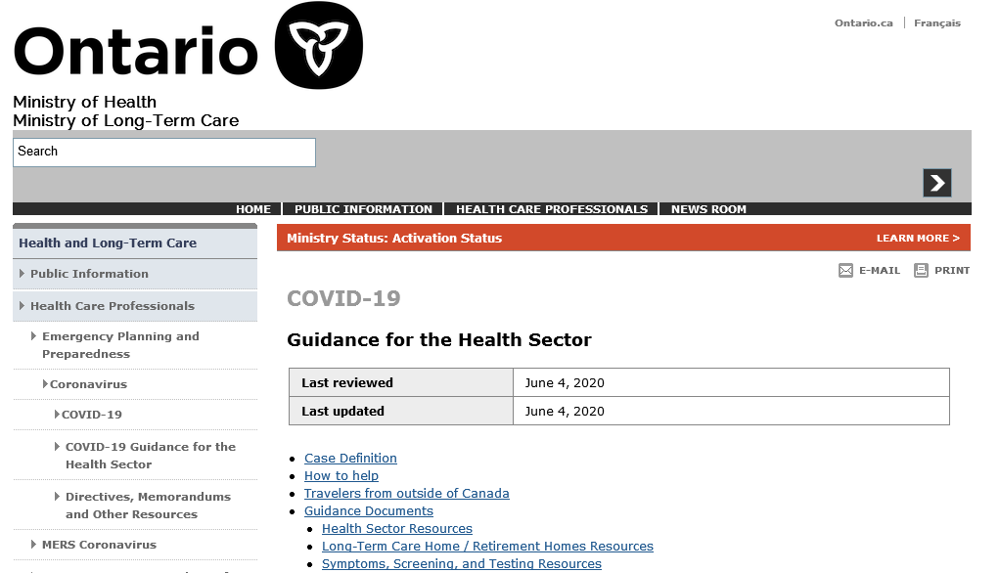 Ontario
Ontario.ca
Français
Ministry of Health
Ministry of Long-Term Care
Search
HOME
PUBLIC INFORMATION
HEALTH CARE PROFESSIONALS
NEWS ROOM
Health and Long-Term Care
Public Information
Health Care Professionals
Emergency Planning and
Preparedness
Coronavirus
COVID-19
COVID-19 Guidance for the
Health Sector
Directives, Memorandums
and Other Resources
MERS Coronavirus
Ministry Status: Activation Status
LEARN MORE >
E-MAIL
PRINT
COVID-19
Guidance for the Health Sector
Last reviewed
June 4, 2020
Last updated
June 4, 2020
Case Definition
How to help
Travelers from outside of Canada
Guidance Documents
Health Sector Resources
Long-Term Care Home / Retirement Homes Resources
Symptoms, Screening, and Testing Resources